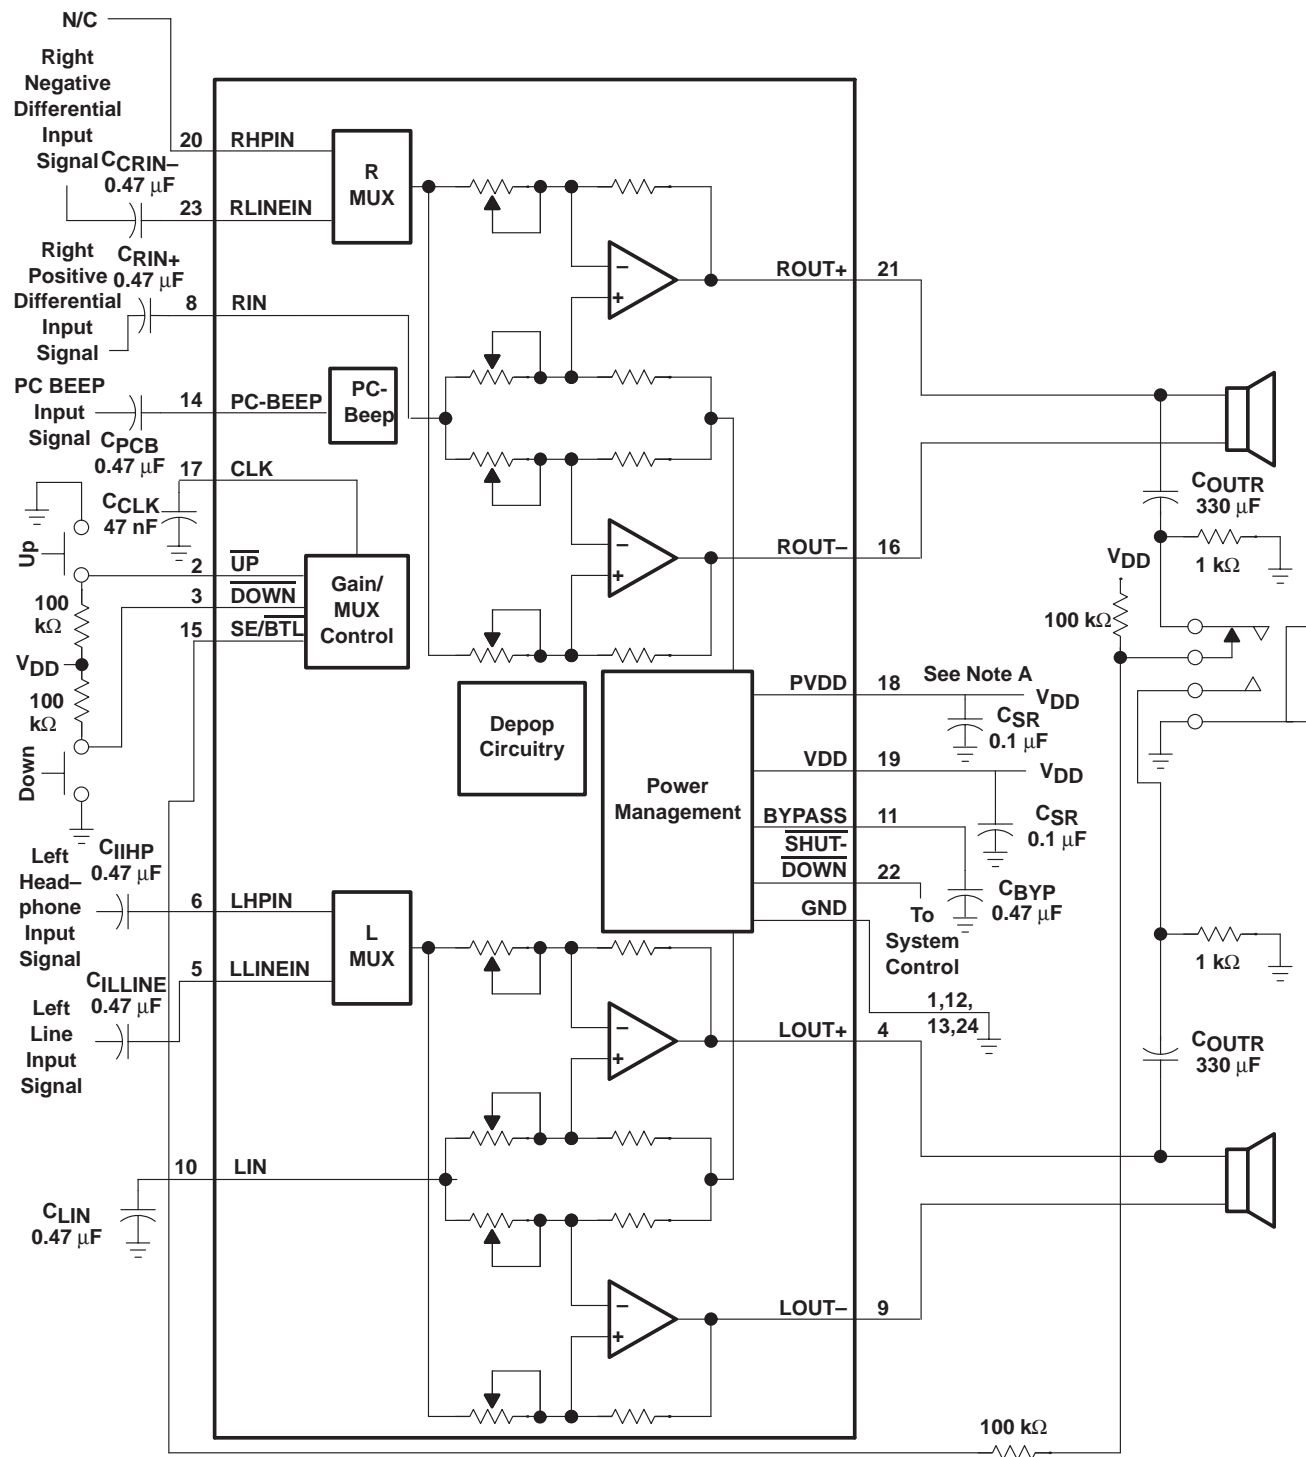 N/C
Right
Negative
Differential
Input
Signal
CCRIN–
0.47 μF
20
RHPIN
23
RLINEIN
R
MUX
Right
Positive
Differential
Input
Signal
CRIN+
0.47 μF
8
RIN
PC BEEP
Input
Signal
CPCB
0.47 μF
14
PC-BEEP
PC-
Beep
17
CLK
CCLK
47 nF
Up
2
UP
3
DOWN
15
SE/BTL
Gain/
MUX
Control
100
kΩ
VDD
100
kΩ
Down
Depop
Circuitry
Power
Management
–
+
ROUT+
21
–
+
ROUT–
16
COUTR
330 μF
1 kΩ
VDD
100 kΩ
PVDD
18
See Note A
VDD
CSR
0.1 μF
VDD
19
VDD
CSR
0.1 μF
BYPASS
11
CBYP
0.47 μF
SHUT-
DOWN
22
To
System
Control
GND
1,12,
13,24
Left
Head–
phone
Input
Signal
CIIHP
0.47 μF
6
LHPIN
5
LLINEIN
L
MUX
CILLINE
0.47 μF
Left
Line
Input
Signal
–
+
LOUT+
4
1 kΩ
COUTR
330 μF
10
LIN
CLIN
0.47 μF
–
+
LOUT–
9
100 kΩ